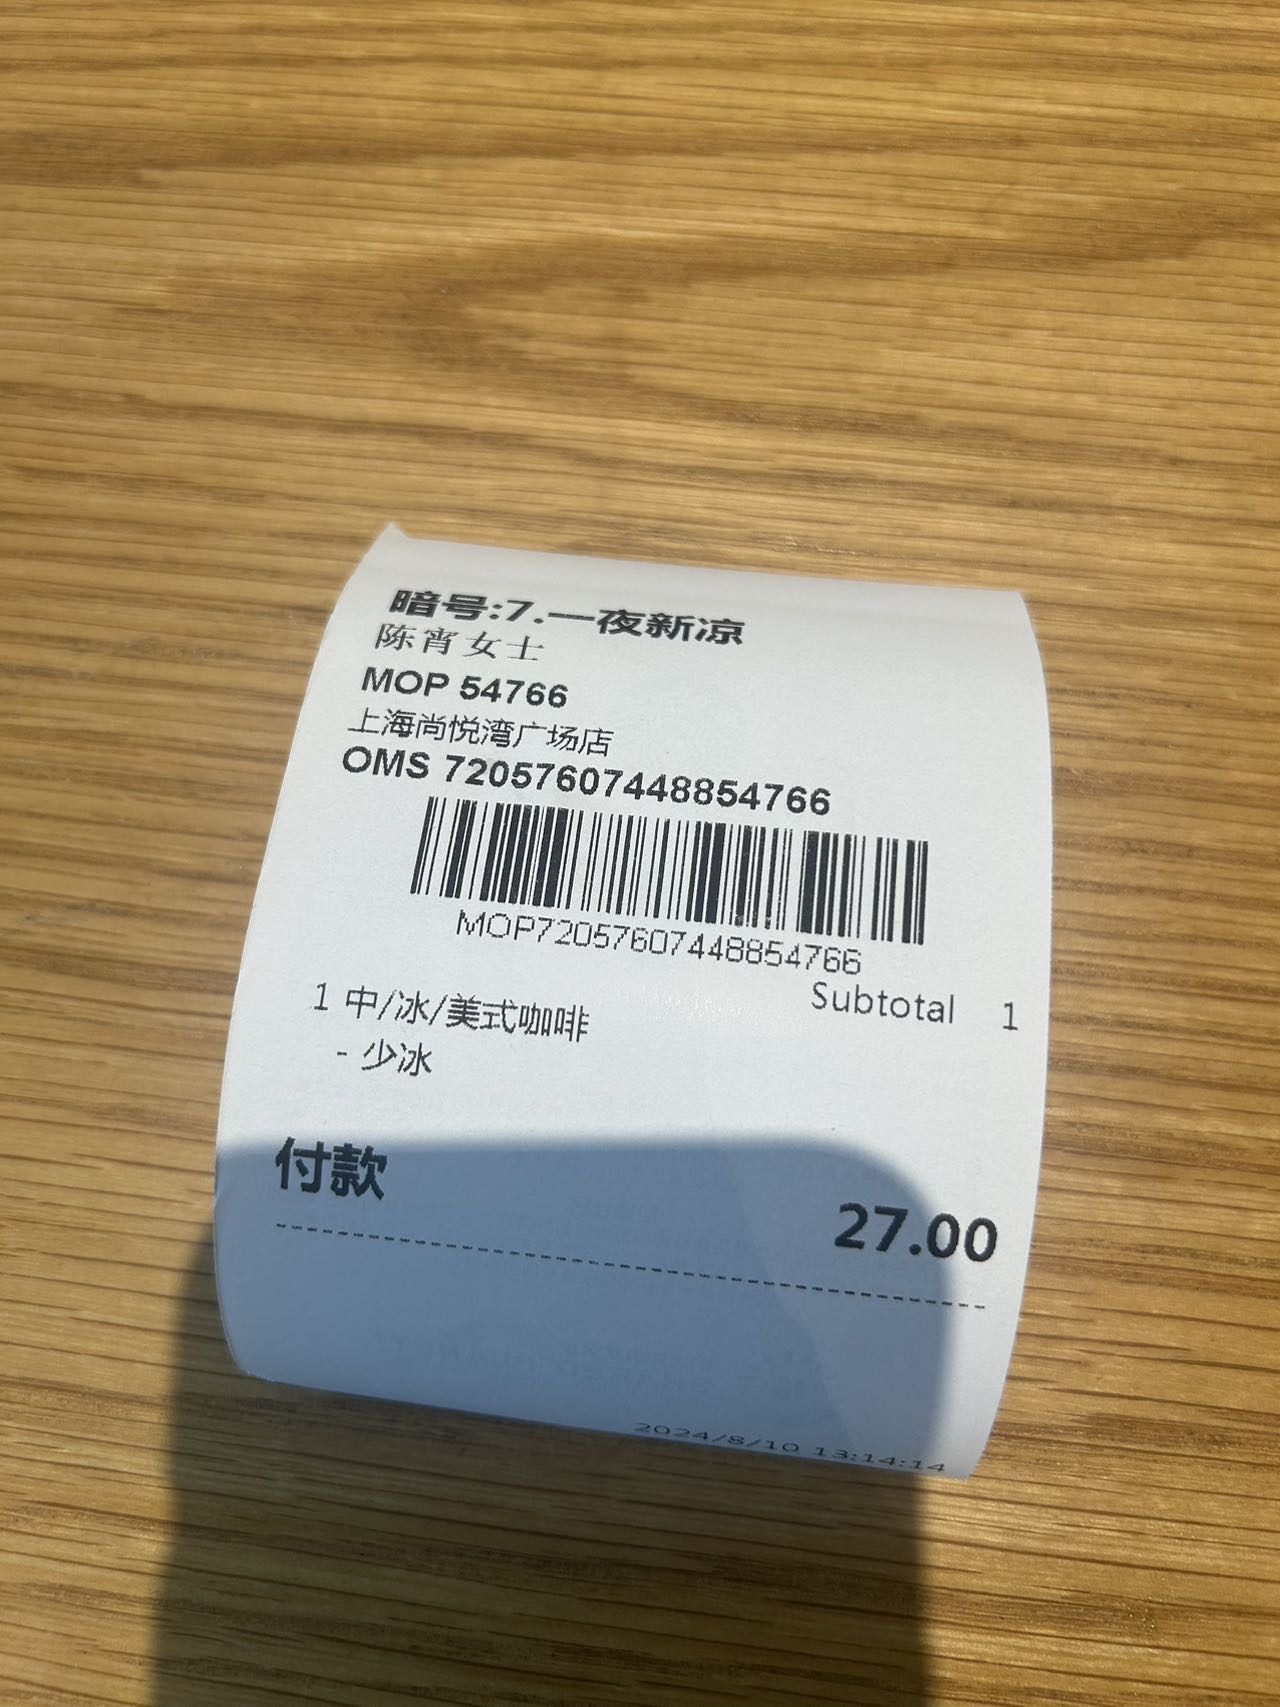 暗号:7.一夜新凉
陈宵女士
MOP 54766
上海尚悦湾广场店
OMS 72057607448854766
MOP72057607448854766
Subtotal 1
1 中/冰/美式咖啡
- 少冰
付款
27.00
2024/8/10 13:14:14